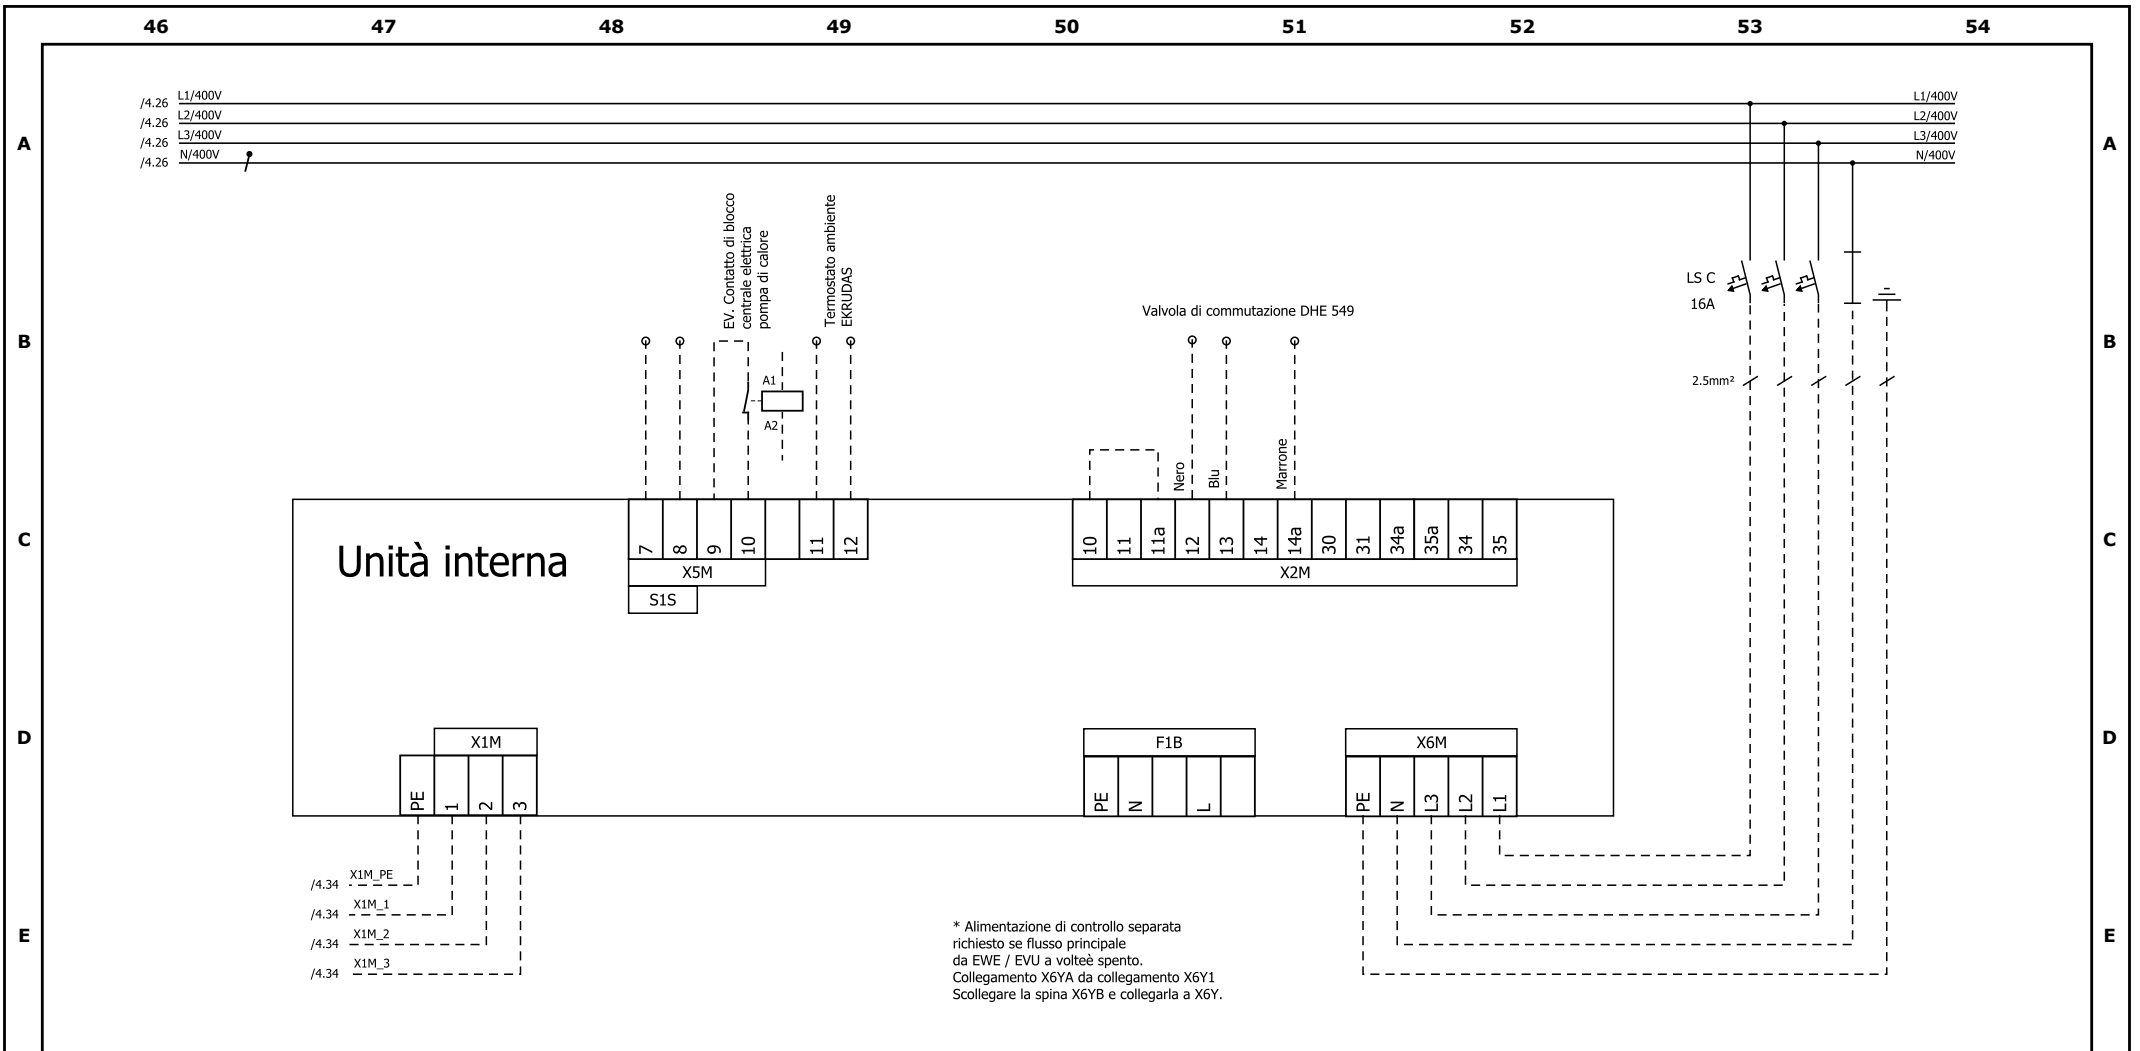 46 47 48 49 50 51 52 53 54
/4.26 L1/400V L1/400V
/4.26 L2/400V L2/400V
/4.26 L3/400V L3/400V
/4.26 N/400V N/400V
A A
EV. Contatto di blocco
centrale elettrica
pompa di calore
Termostato ambiente
EKRUDAS
Valvola di commutazione DHE 549
LS C
16A
B B
A1
A2
2.5mm²
Nero
Blu
Marrone
C C
Unità interna
7 8 9 10 11 12
X5M
S1S
10 11 11a 12 13 14 14a 30 31 34a 35a 34 35
X2M
D D
X1M
PE 1 2 3
F1B
PE N L
X6M
PE N L3 L2 L1
/4.34 X1M_PE
/4.34 X1M_1
/4.34 X1M_2
/4.34 X1M_3
E E
* Alimentazione di controllo separata
richiesto se flusso principale
da EWE / EVU a volteè spento.
Collegamento X6YA da collegamento X6Y1
Scollegare la spina X6YB e collegarla a X6Y.